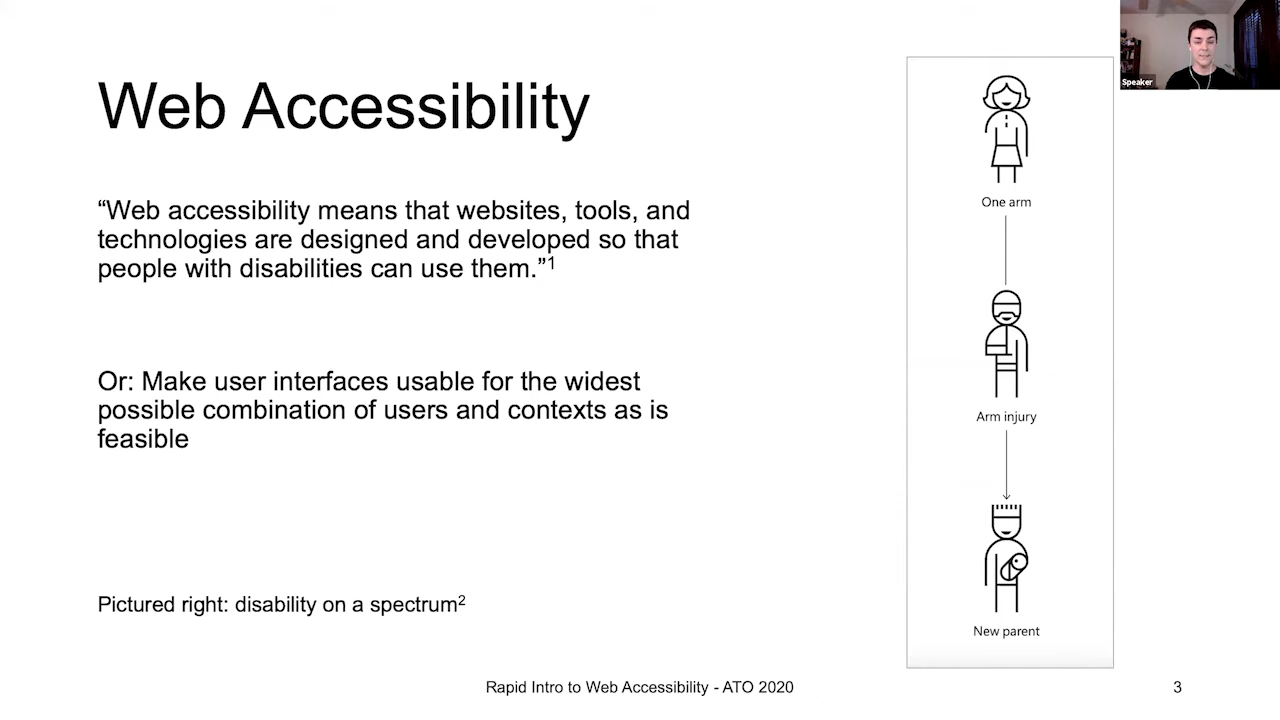 Web Accessibility
“Web accessibility means that websites, tools, and
technologies are designed and developed so that
people with disabilities can use them.”1
Or: Make user interfaces usable for the widest
possible combination of users and contexts as is
feasible
Pictured right: disability on a spectrum2
One arm
Arm injury
New parent
Speaker
Rapid Intro to Web Accessibility - ATO 2020
3